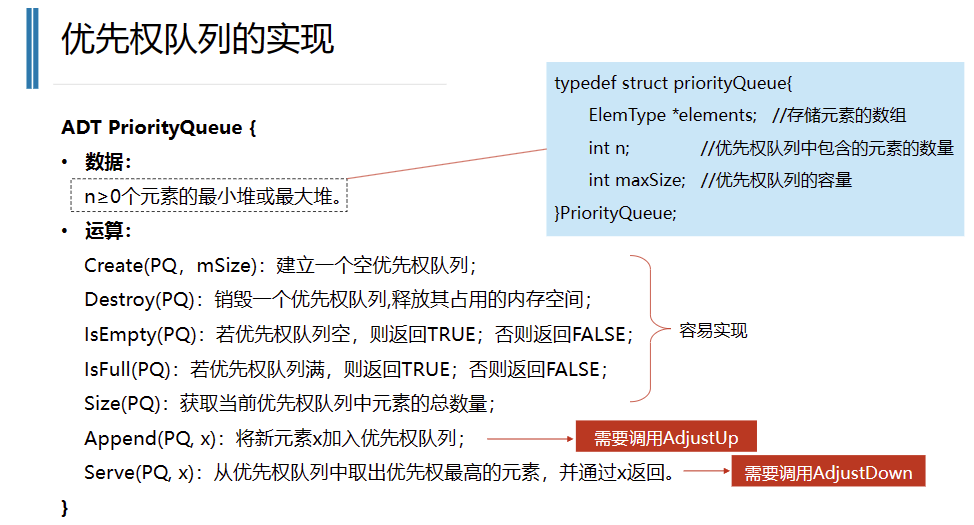 优先权队列的实现
typedef struct priorityQueue{
ElemType *elements; //存储元素的数组
int n; //优先权队列中包含的元素的数量
int maxSize; //优先权队列的容量
}PriorityQueue;
ADT PriorityQueue {
• 数据：
n≥0个元素的最小堆或最大堆。
• 运算：
Create(PQ，mSize)：建立一个空优先权队列；
Destroy(PQ)：销毁一个优先权队列,释放其占用的内存空间；
IsEmpty(PQ)：若优先权队列空，则返回TRUE；否则返回FALSE；
IsFull(PQ)：若优先权队列满，则返回TRUE；否则返回FALSE；
Size(PQ)：获取当前优先权队列中元素的总数量；
容易实现
Append(PQ, x)：将新元素x加入优先权队列；
需要调用AdjustUp
Serve(PQ, x)：从优先权队列中取出优先权最高的元素，并通过x返回。
需要调用AdjustDown
}